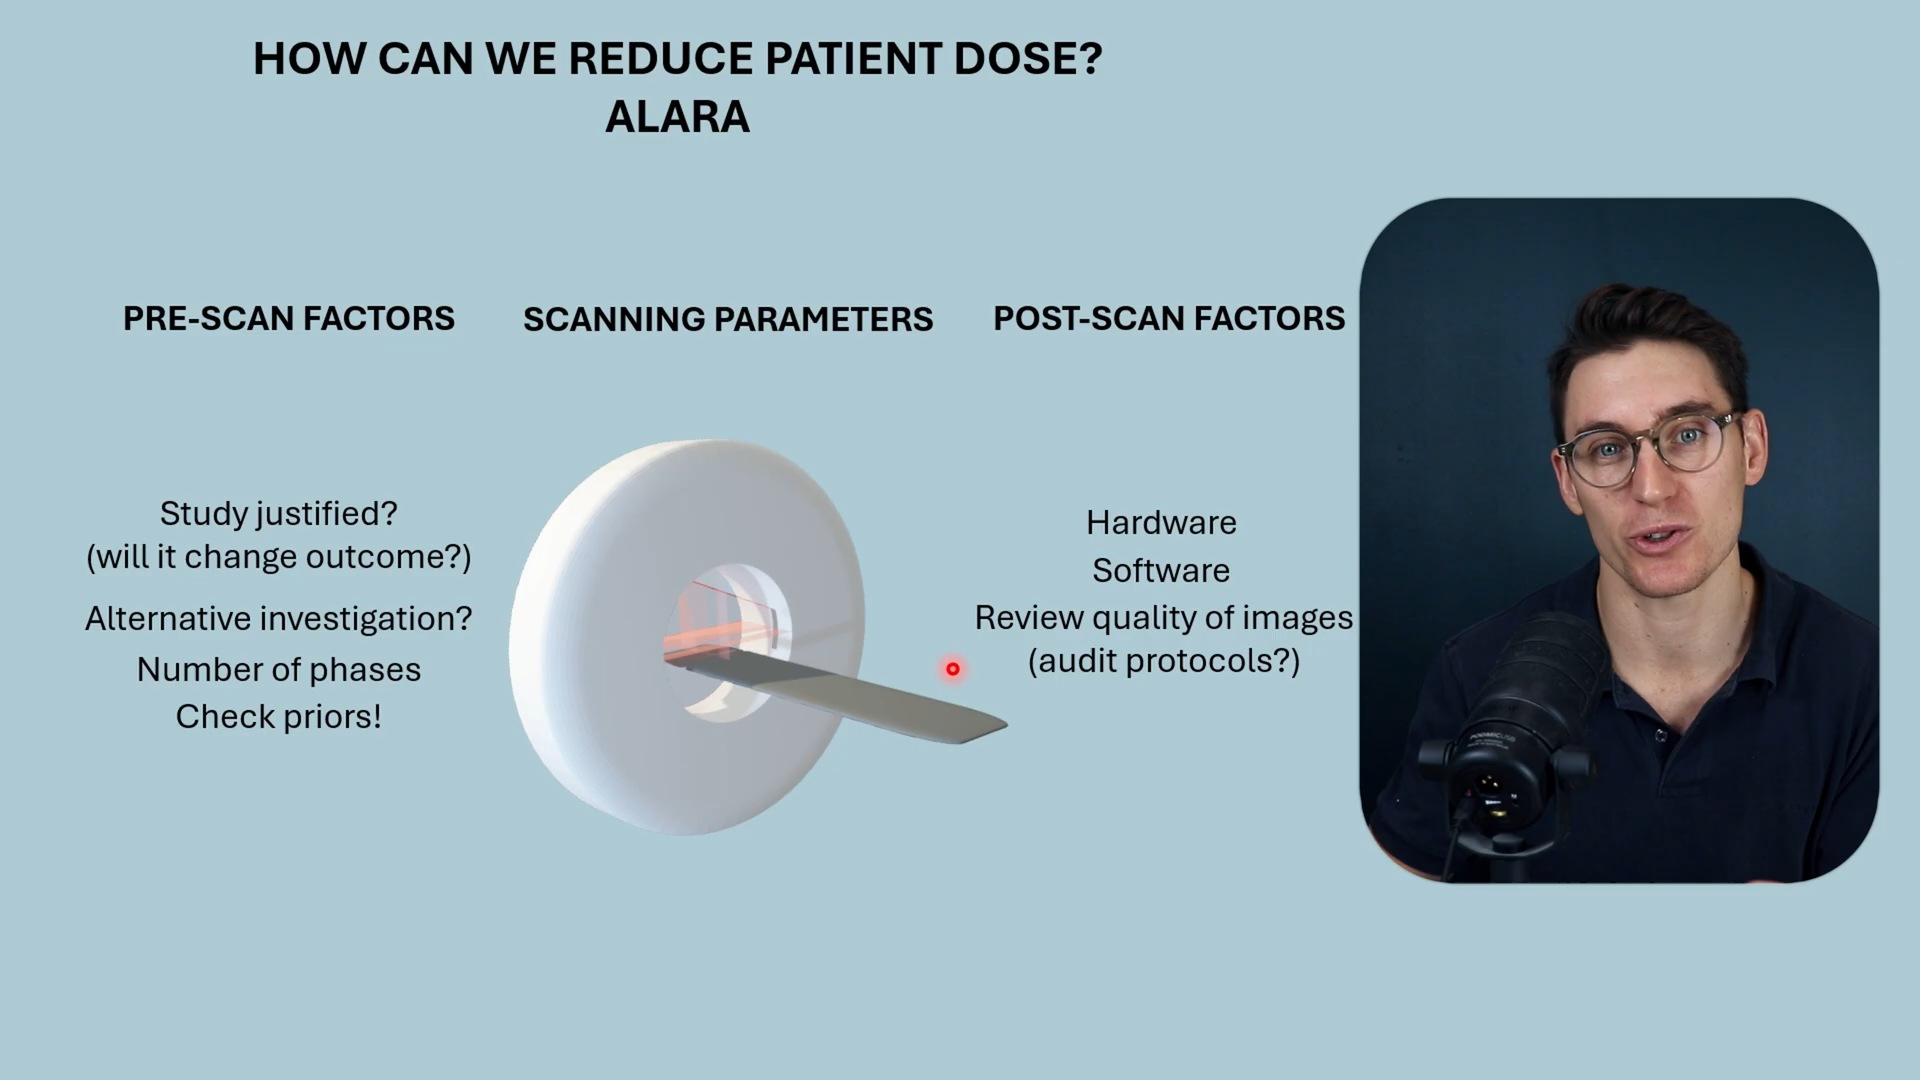 HOW CAN WE REDUCE PATIENT DOSE?
ALARA
PRE-SCAN FACTORS
SCANNING PARAMETERS
POST-SCAN FACTORS
Study justified?
(will it change outcome?)
Alternative investigation?
Number of phases
Check priors!
Hardware
Software
Review quality of images
(audit protocols?)